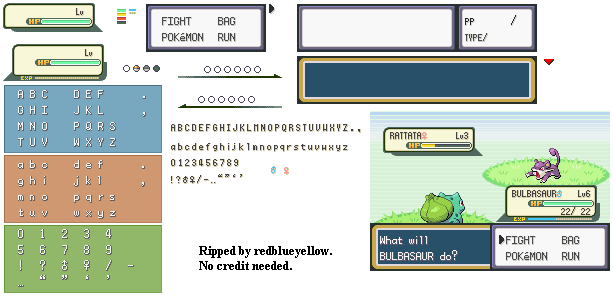 Lv
HP
Lv
HP
EXP
FIGHT BAG
POKéMON RUN
PP /
TYPE/
A B C D E F .
G H I J K L ,
M N O P Q R S
T U V W X Y Z
a b c d e f .
g h i j k l ,
m n o p q r s
t u v w x y z
0 1 2 3 4
5 6 7 8 9
! ? ♂ ♀ / -
… “ ” ‘ ’
ABCDEFGHIJKLMNOPQRSTUVWXYZ.,
abcdefghijklmnopqrstuvwxyz
0123456789
!?♂♀/-…“”‘’
♂ ♀
Ripped by redblueyellow.
No credit needed.
RATTATA♀ Lv3
HP
BULBASAUR♂ Lv6
HP
22/ 22
EXP
What will
BULBASAUR do?
FIGHT BAG
POKéMON RUN